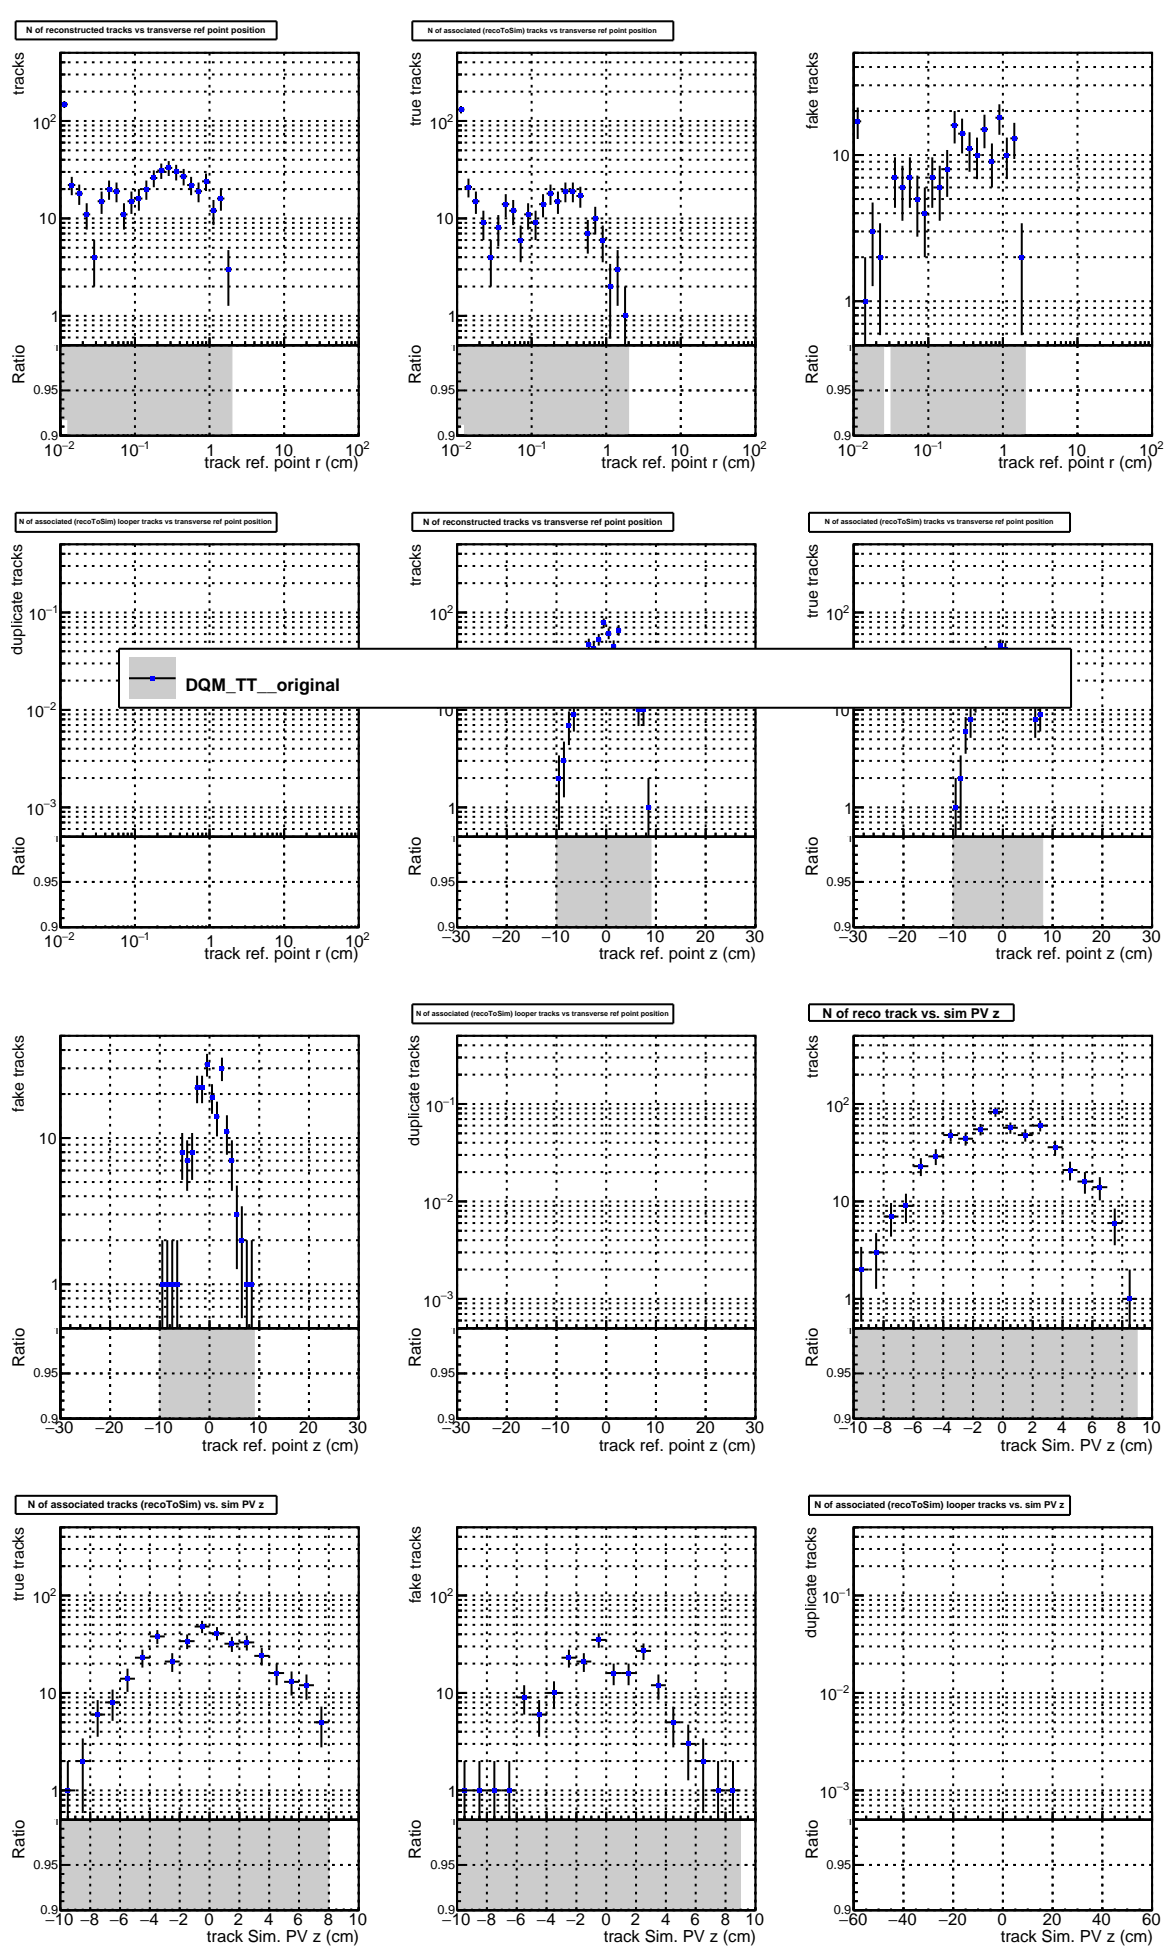 N of reconstructed tracks vs transverse ref point position
tracks
10²
10
1
Ratio
1
0.95
0.9
10⁻² 10⁻¹ 1 10 10²
track ref. point r (cm)
N of associated (recoToSim) tracks vs transverse ref point position
true tracks
10²
10
1
Ratio
1
0.95
0.9
10⁻² 10⁻¹ 1 10 10²
track ref. point r (cm)
fake tracks
10
1
Ratio
1
0.95
0.9
10⁻² 10⁻¹ 1 10 10²
track ref. point r (cm)
N of associated (recoToSim) looper tracks vs transverse ref point position
duplicate tracks
10⁻¹
10⁻²
10⁻³
Ratio
1
0.95
0.9
10⁻² 10⁻¹ 1 10 10²
track ref. point r (cm)
N of reconstructed tracks vs transverse ref point position
tracks
10²
10
1
Ratio
1
0.95
0.9
−30 −20 −10 0 10 20 30
track ref. point z (cm)
N of associated (recoToSim) tracks vs transverse ref point position
true tracks
10²
10
1
Ratio
1
0.95
0.9
−30 −20 −10 0 10 20 30
track ref. point z (cm)
DQM_TT__original
fake tracks
10
1
Ratio
1
0.95
0.9
−30 −20 −10 0 10 20 30
track ref. point z (cm)
N of associated (recoToSim) looper tracks vs transverse ref point position
duplicate tracks
10⁻¹
10⁻²
10⁻³
Ratio
1
0.95
0.9
−30 −20 −10 0 10 20 30
track ref. point z (cm)
N of reco track vs. sim PV z
tracks
10²
10
1
Ratio
1
0.95
0.9
−10 −8 −6 −4 −2 0 2 4 6 8 10
track Sim. PV z (cm)
N of associated tracks (recoToSim) vs. sim PV z
true tracks
10²
10
1
Ratio
1
0.95
0.9
−10 −8 −6 −4 −2 0 2 4 6 8 10
track Sim. PV z (cm)
fake tracks
10²
10
1
Ratio
1
0.95
0.9
−10 −8 −6 −4 −2 0 2 4 6 8 10
track Sim. PV z (cm)
N of associated (recoToSim) looper tracks vs. sim PV z
duplicate tracks
10⁻¹
10⁻²
10⁻³
Ratio
1
0.95
0.9
−60 −40 −20 0 20 40 60
track Sim. PV z (cm)